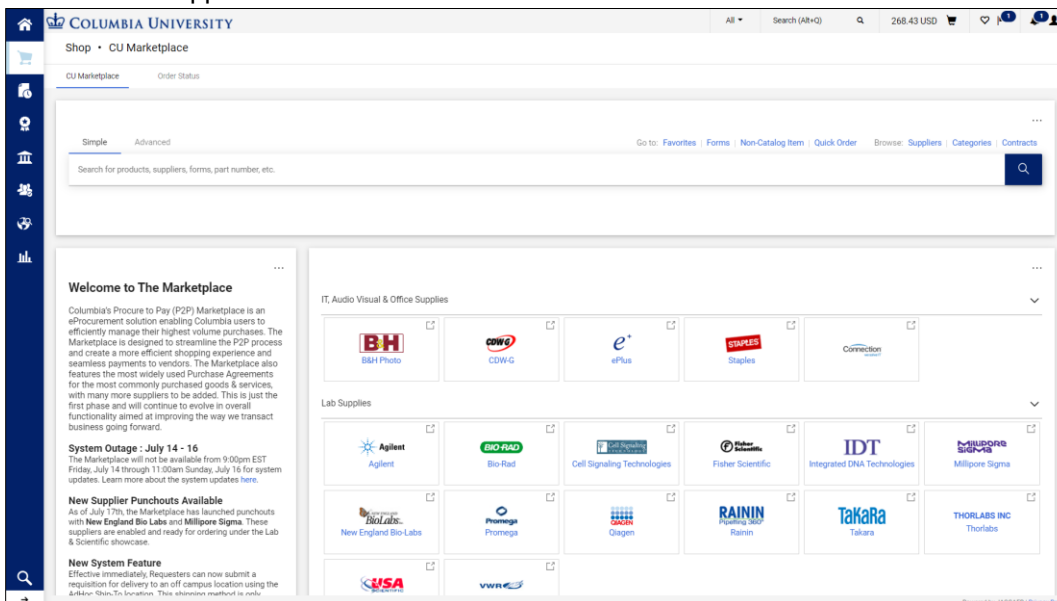 COLUMBIA UNIVERSITY
All
Search (Alt+Q)
268.43 USD
1
1
Shop • CU Marketplace
CU Marketplace
Order Status
Simple
Advanced
Go to: Favorites | Forms | Non-Catalog Item | Quick Order Browse: Suppliers | Categories | Contracts
Search for products, suppliers, forms, part number, etc.
Welcome to The Marketplace
Columbia's Procure to Pay (P2P) Marketplace is an
eProcurement solution enabling Columbia users to
efficiently manage their highest volume purchases. The
Marketplace is designed to streamline the P2P process
and create a more efficient shopping experience and
seamless payments to vendors. The Marketplace also
features the most widely used Purchase Agreements
for the most commonly purchased goods & services,
with many more suppliers to be added. This is just the
first phase and will continue to evolve in overall
functionality aimed at improving the way we transact
business going forward.
System Outage : July 14 - 16
The Marketplace will not be available from 9:00pm EST
Friday, July 14 through 11:00am Sunday, July 16 for system
updates. Learn more about the system updates here.
New Supplier Punchouts Available
As of July 17th, the Marketplace has launched punchouts
with New England Bio Labs and Millipore Sigma. These
suppliers are enabled and ready for ordering under the Lab
& Scientific showcase.
New System Feature
Effective immediately, Requesters can now submit a
requisition for delivery to an off campus location using the
AdHoc Ship-To location. This shipping method is only
IT, Audio Visual & Office Supplies
B&H
B&H Photo
CDW G
CDW-G
e+
ePlus
STAPLES
Staples
Connection
Lab Supplies
Agilent
Agilent
BIO-RAD
Bio-Rad
Cell Signaling
Cell Signaling Technologies
Fisher Scientific
Fisher Scientific
IDT
Integrated DNA Technologies
MILLIPORE SIGMA
Millipore Sigma
BioLabs
New England Bio-Labs
Promega
Promega
QIAGEN
Qiagen
RAININ
Pipetting 360°
Rainin
TaKaRa
Takara
THORLABS INC
Thorlabs
USA
VWR